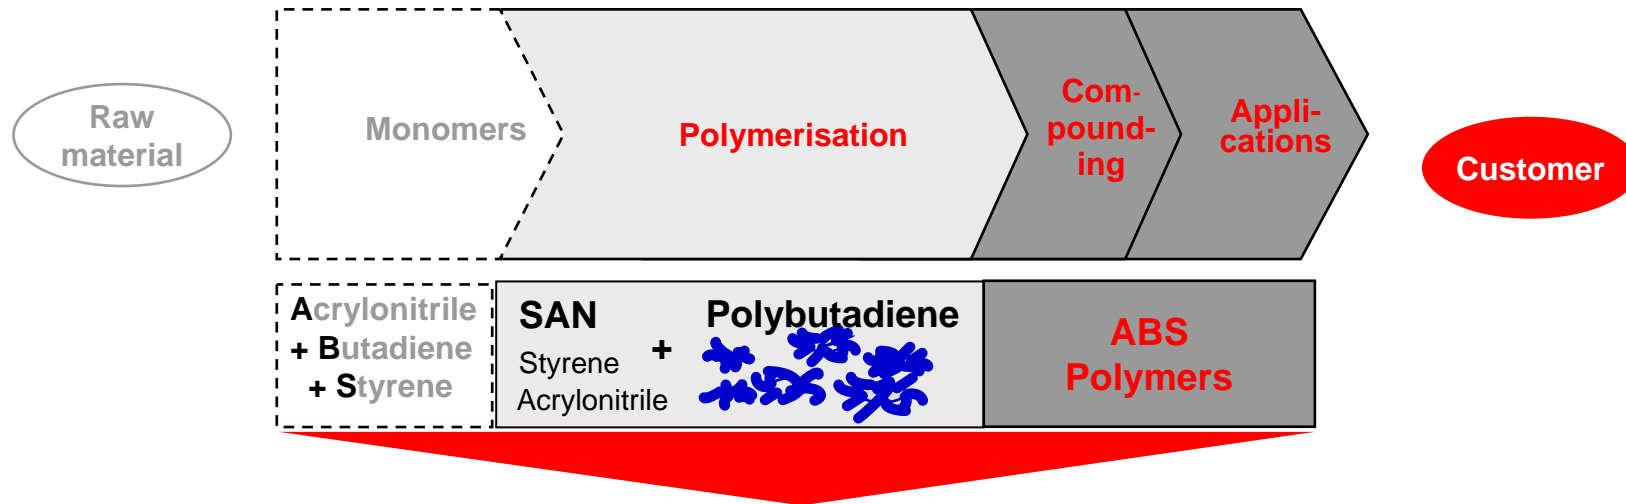 Raw
material
Monomers
Polymerisation
Com-
pound-
ing
Appli-
cations
Customer
Acrylonitrile
+ Butadiene
+ Styrene
SAN
Styrene
Acrylonitrile
+
Polybutadiene
ABS
Polymers